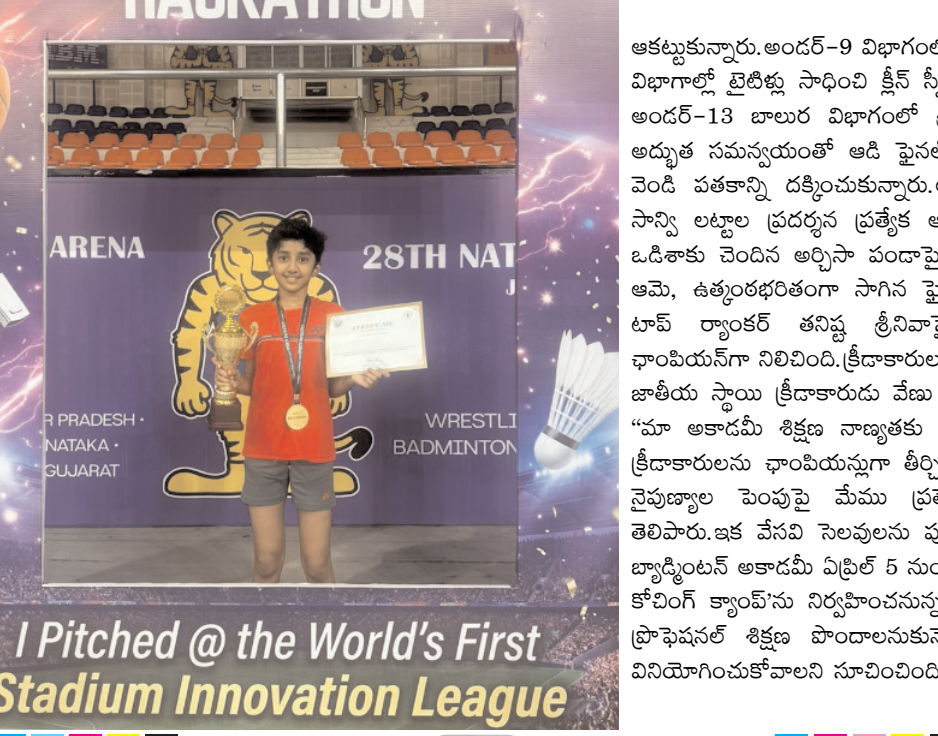 HACKATHON
IBM
ARENA
28TH NAT
J
R PRADESH •
NATAKA •
GUJARAT
WRESTLI
BADMINTON
CERTIFICATE
I Pitched @ the World's First
Stadium Innovation League
ఆకట్టుకున్నారు.అండర్-9 విభాగంలో
విభాగాల్లో టైటిళ్లు సాధించి క్లీన్ స్వీ
అండర్-13 బాలుర విభాగంలో
అద్భుత సమన్వయంతో ఆడి ఫైనల్
వెండి పతకాన్ని దక్కించుకున్నారు.
సాన్వి లట్టాల ప్రదర్శన ప్రత్యేక ఆ
ఒడిశాకు చెందిన అర్చిసా పండాపై
ఆమె, ఉత్కంఠభరితంగా సాగిన ఫై
టాప్ ర్యాంకర్ తనిష్ట శ్రీనివాపై
ఛాంపియన్‌గా నిలిచింది.క్రీడాకారుల
జాతీయ స్థాయి క్రీడాకారుడు వేణు
“మా అకాడమీ శిక్షణ నాణ్యతకు
క్రీడాకారులను ఛాంపియన్లుగా తీర్చి
నైపుణ్యాల పెంపుపై మేము ప్రత్యే
తెలిపారు.ఇక వేసవి సెలవులను పు
బ్యాడ్మింటన్ అకాడమీ ఏప్రిల్ 5 నుం
కోచింగ్ క్యాంప్'ను నిర్వహించనున్న
ప్రొఫెషనల్ శిక్షణ పొందాలనుకునే
వినియోగించుకోవాలని సూచించింది